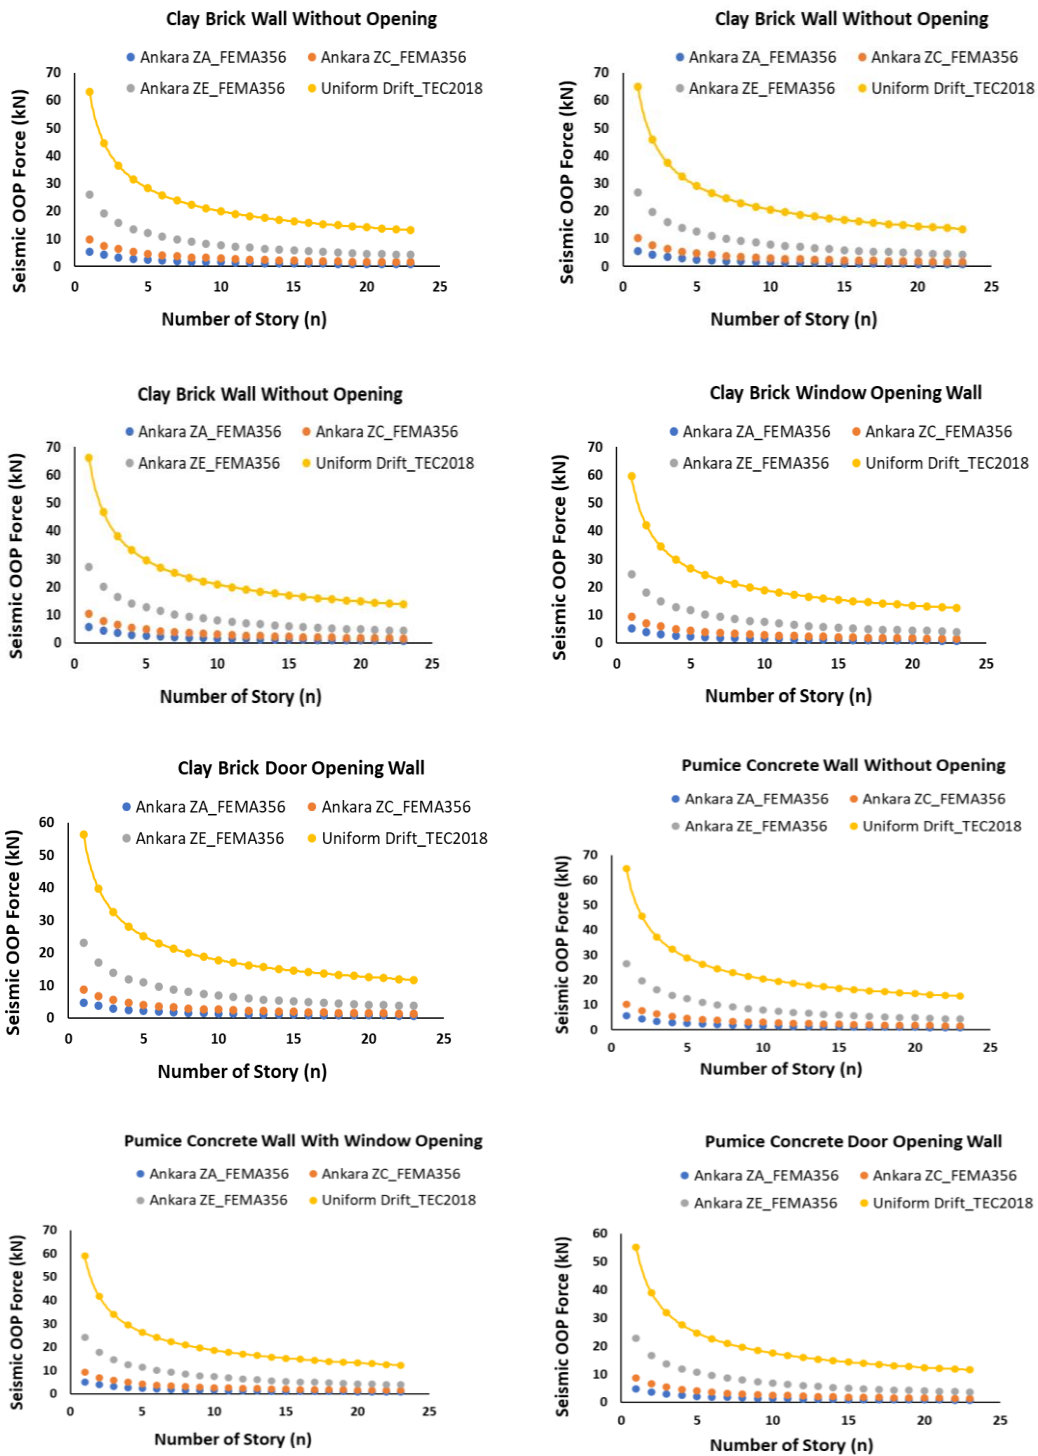 Clay Brick Wall Without Opening
Ankara ZA_FEMA356 Ankara ZC_FEMA356
Ankara ZE_FEMA356 Uniform Drift_TEC2018
Seismic OOP Force (kN)
70
60
50
40
30
20
10
0
0 5 10 15 20 25
Number of Story (n)
Clay Brick Wall Without Opening
Ankara ZA_FEMA356 Ankara ZC_FEMA356
Ankara ZE_FEMA356 Uniform Drift_TEC2018
Seismic OOP Force (kN)
70
60
50
40
30
20
10
0
0 5 10 15 20 25
Number of Story (n)
Clay Brick Wall Without Opening
Ankara ZA_FEMA356 Ankara ZC_FEMA356
Ankara ZE_FEMA356 Uniform Drift_TEC2018
Seismic OOP Force (kN)
70
60
50
40
30
20
10
0
0 5 10 15 20 25
Number of Story (n)
Clay Brick Window Opening Wall
Ankara ZA_FEMA356 Ankara ZC_FEMA356
Ankara ZE_FEMA356 Uniform Drift_TEC2018
Seismic OOP Force (kN)
70
60
50
40
30
20
10
0
0 5 10 15 20 25
Number of Story (n)
Clay Brick Door Opening Wall
Ankara ZA_FEMA356 Ankara ZC_FEMA356
Ankara ZE_FEMA356 Uniform Drift_TEC2018
Seismic OOP Force (kN)
60
50
40
30
20
10
0
0 5 10 15 20 25
Number of Story (n)
Pumice Concrete Wall Without Opening
Ankara ZA_FEMA356 Ankara ZC_FEMA356
Ankara ZE_FEMA356 Uniform Drift_TEC2018
Seismic OOP Force (kN)
70
60
50
40
30
20
10
0
0 5 10 15 20 25
Number of Story (n)
Pumice Concrete Wall With Window Opening
Ankara ZA_FEMA356 Ankara ZC_FEMA356
Ankara ZE_FEMA356 Uniform Drift_TEC2018
Seismic OOP Force (kN)
70
60
50
40
30
20
10
0
0 5 10 15 20 25
Number of Story (n)
Pumice Concrete Door Opening Wall
Ankara ZA_FEMA356 Ankara ZC_FEMA356
Ankara ZE_FEMA356 Uniform Drift_TEC2018
Seismic OOP Force (kN)
60
50
40
30
20
10
0
0 5 10 15 20 25
Number of Story (n)